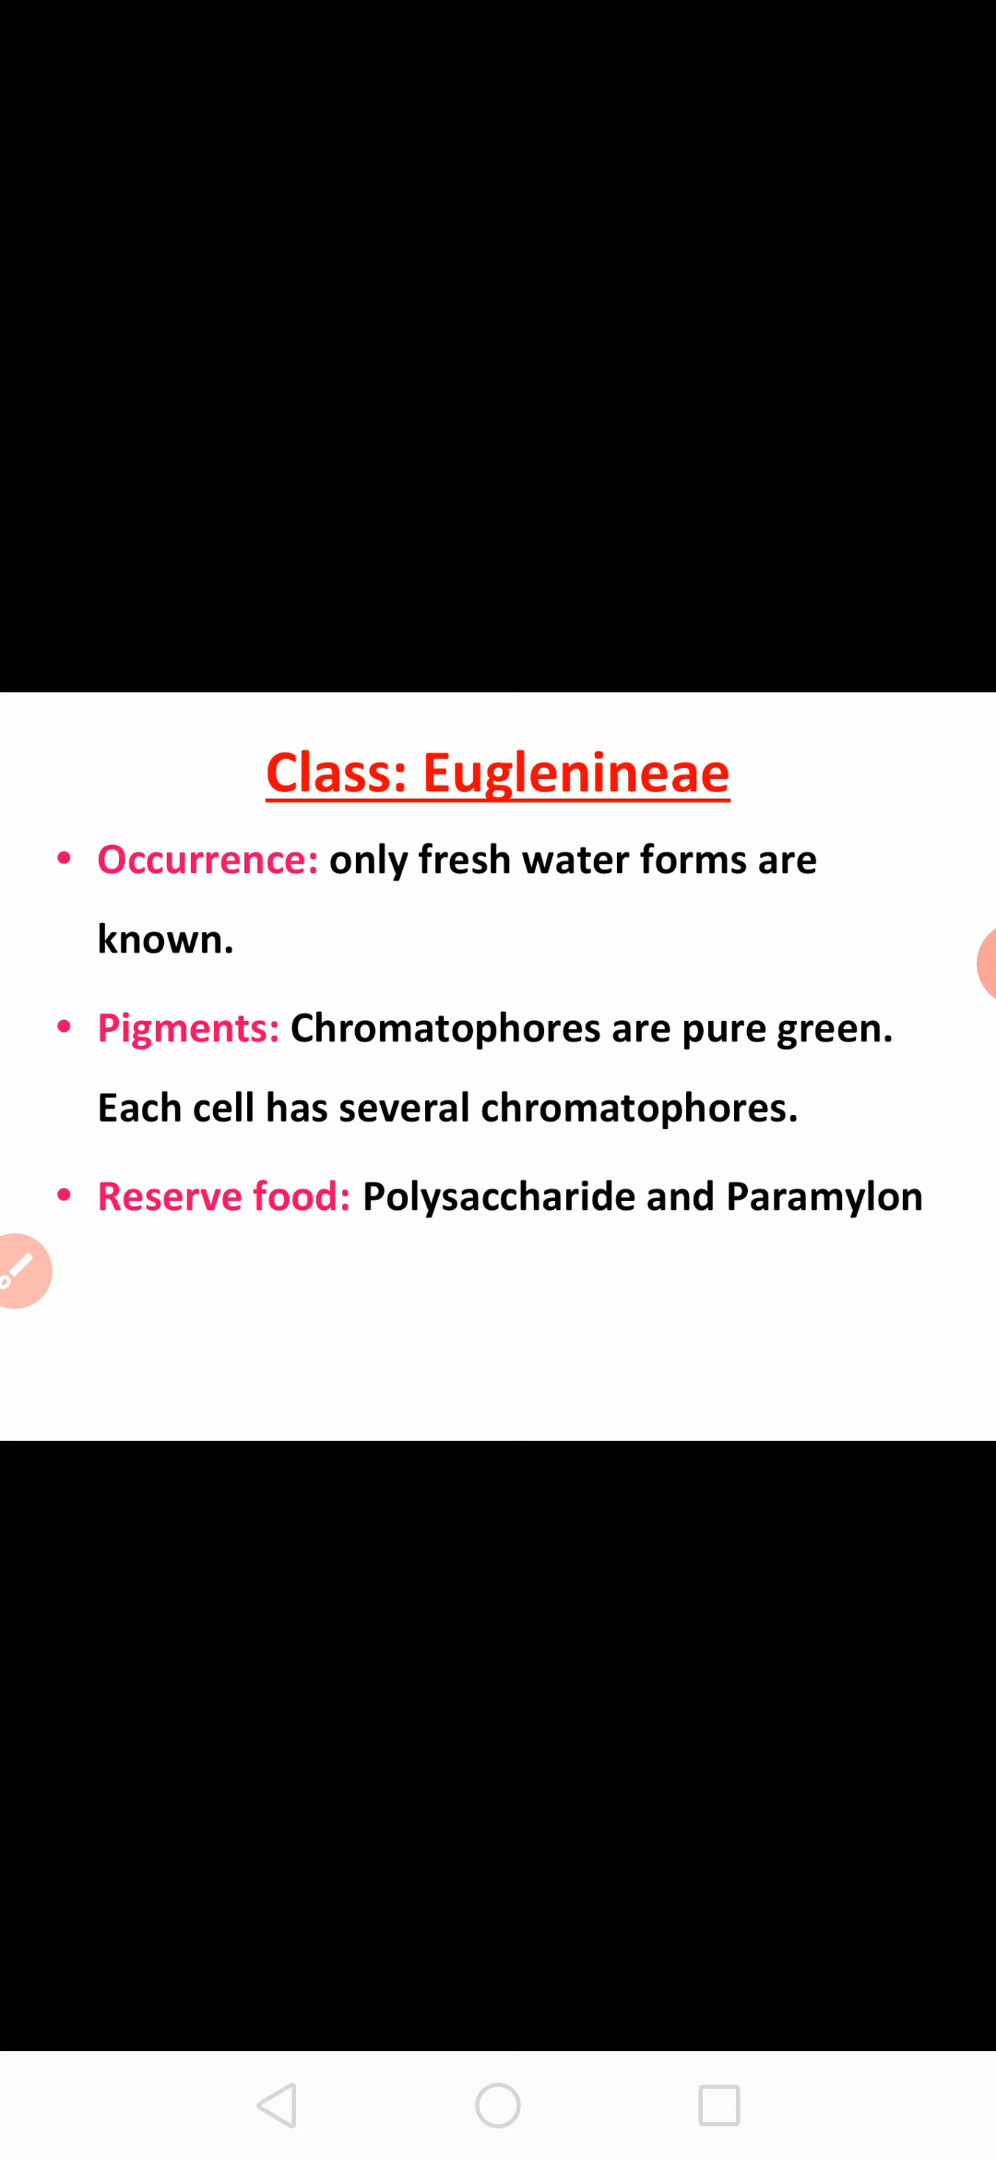 Class: Euglenineae
• Occurrence: only fresh water forms are
known.
• Pigments: Chromatophores are pure green.
Each cell has several chromatophores.
• Reserve food: Polysaccharide and Paramylon